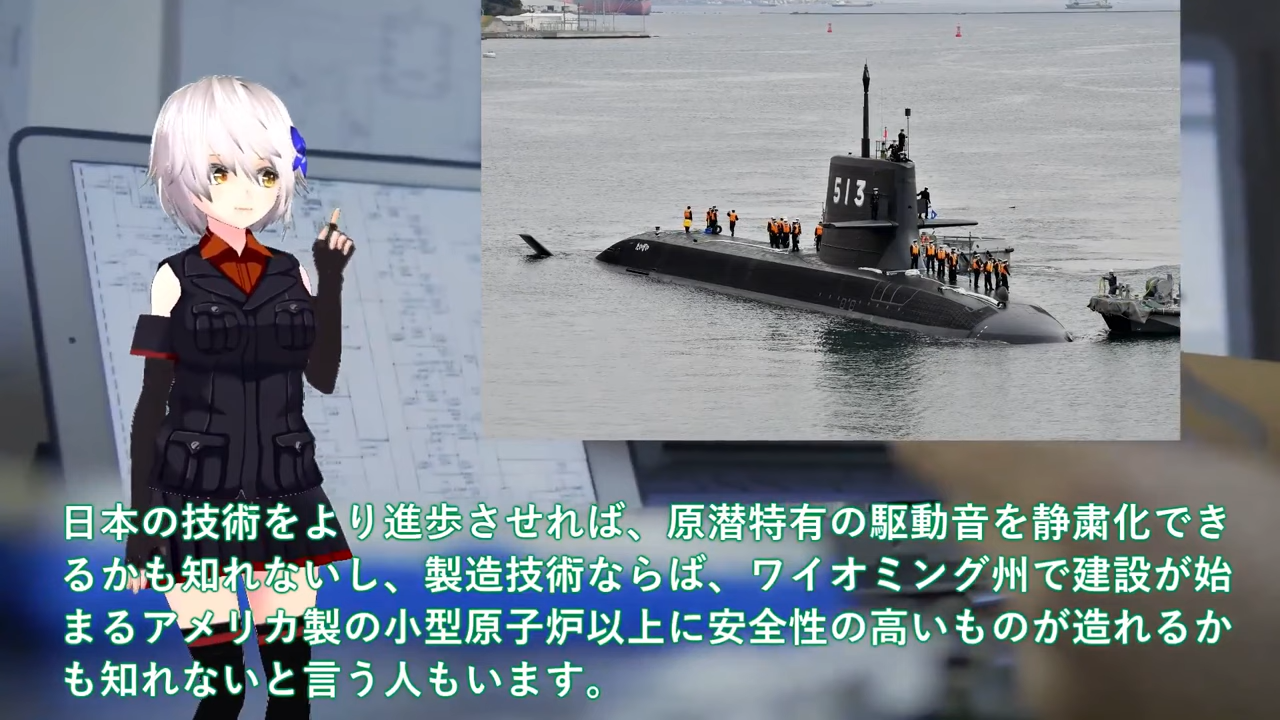 513
日本の技術をより進歩させれば、原潜特有の駆動音を静粛化でき
るかも知れないし、製造技術ならば、ワイオミング州で建設が始
まるアメリカ製の小型原子炉以上に安全性の高いものが造れるか
も知れないと言う人もいます。